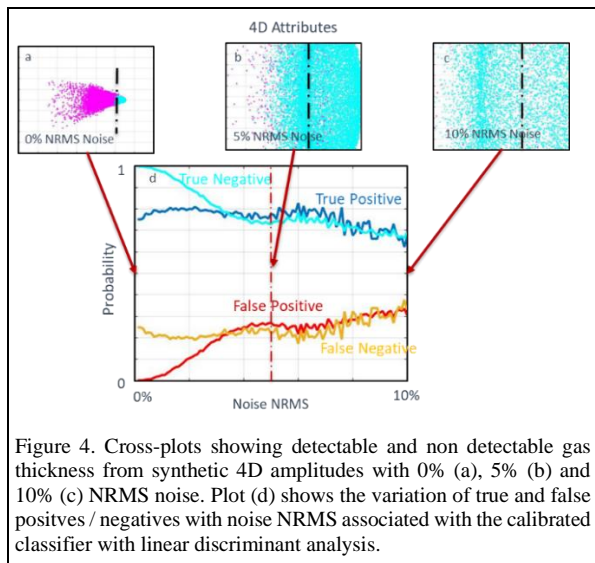 4D Attributes
a
0% NRMS Noise
b
5% NRMS Noise
c
10% NRMS Noise
1
d
True Negative
True Positive
Probability
False Positive
False Negative
0
0%
Noise NRMS
10%
Figure 4. Cross-plots showing detectable and non detectable gas
thickness from synthetic 4D amplitudes with 0% (a), 5% (b) and
10% (c) NRMS noise. Plot (d) shows the variation of true and false
positves / negatives with noise NRMS associated with the calibrated
classifier with linear discriminant analysis.